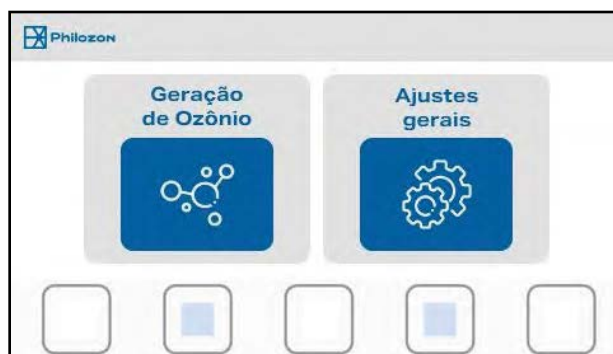 Philozon
Geração
de Ozônio
Ajustes
gerais